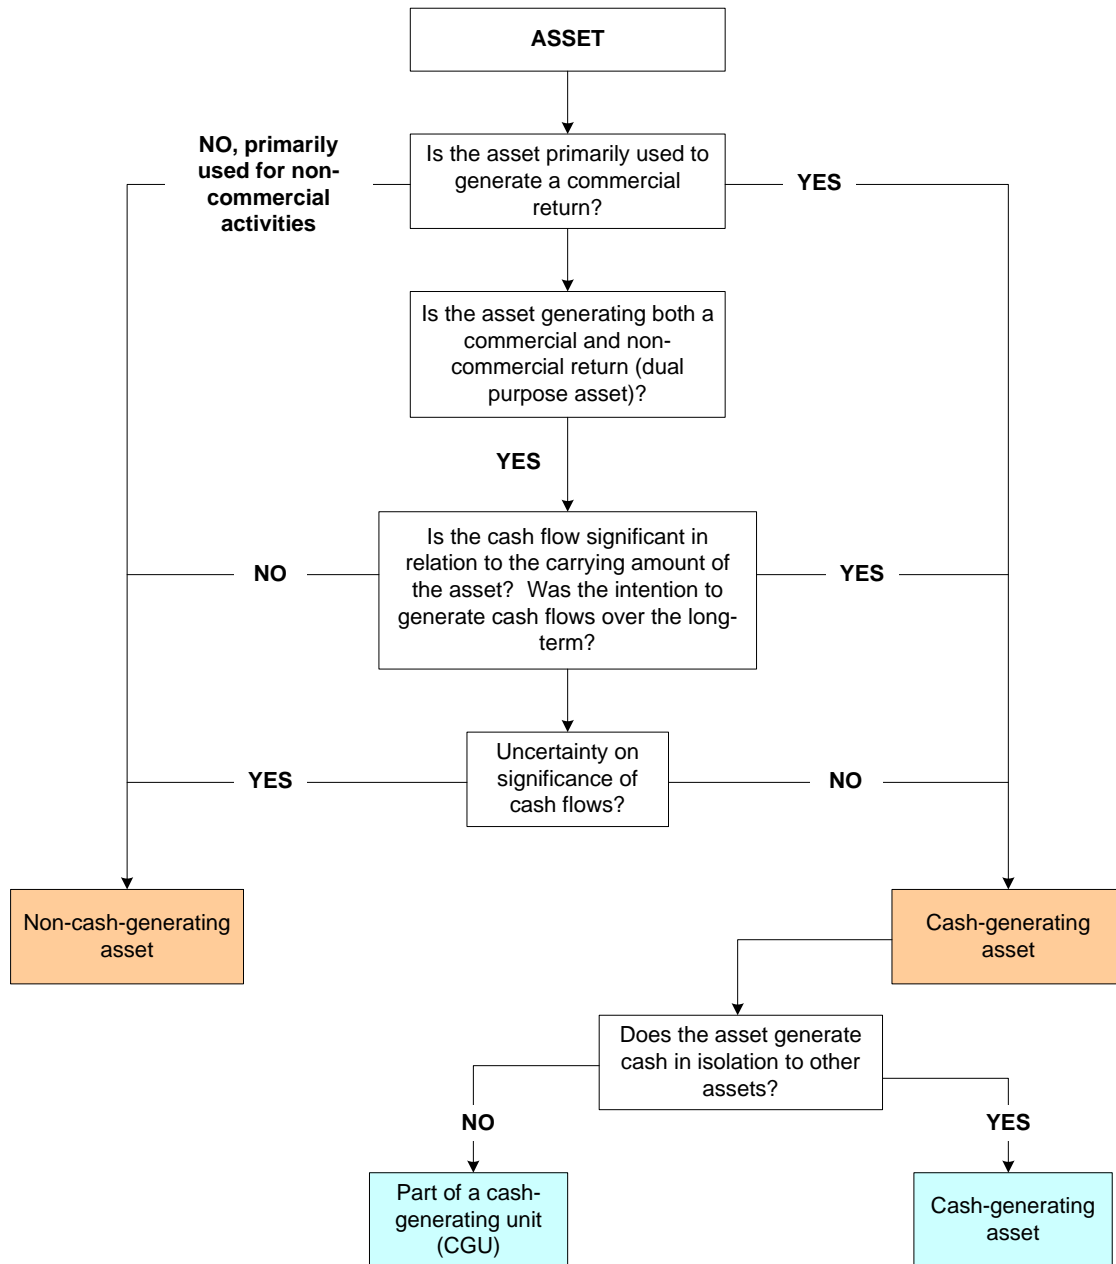 ASSET
NO, primarily
used for non-
commercial
activities
Is the asset primarily used to
generate a commercial
return?
YES
Is the asset generating both a
commercial and non-
commercial return (dual
purpose asset)?
YES
NO
Is the cash flow significant in
relation to the carrying amount of
the asset?  Was the intention to
generate cash flows over the long-
term?
YES
YES
Uncertainty on
significance of
cash flows?
NO
Non-cash-generating
asset
Cash-generating
asset
Does the asset generate
cash in isolation to other
assets?
NO
YES
Part of a cash-
generating unit
(CGU)
Cash-generating
asset